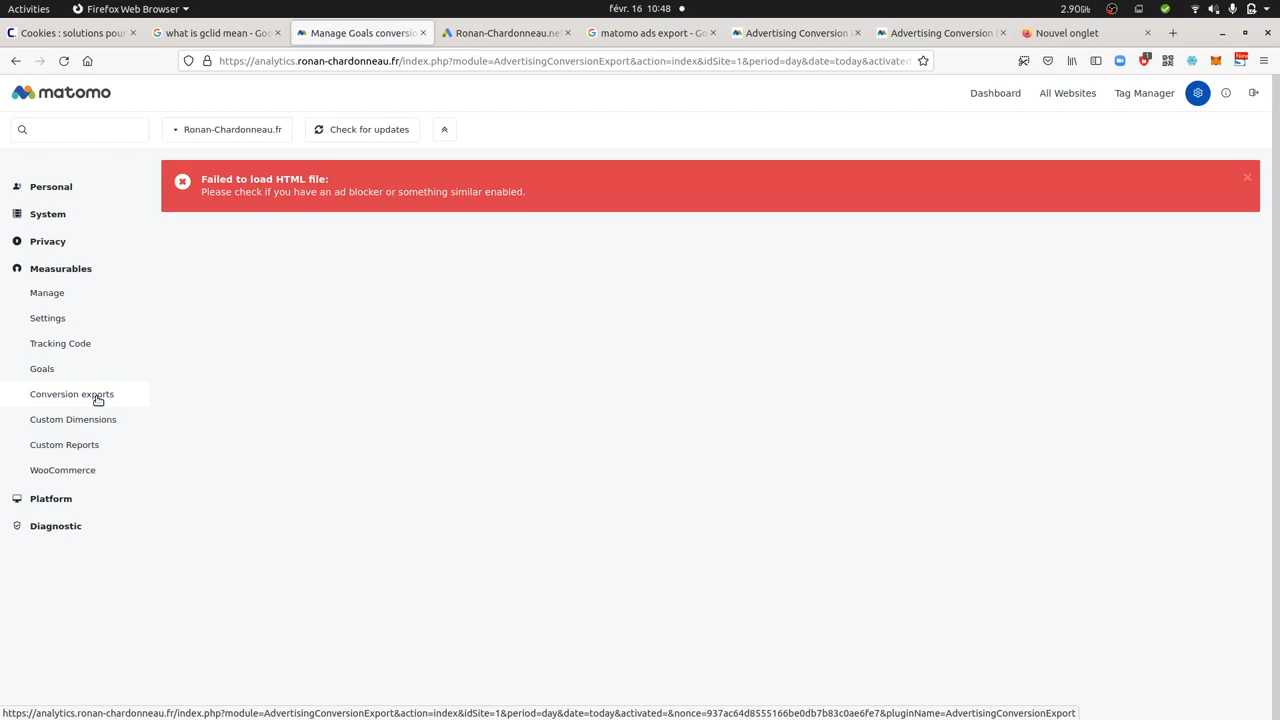 Activities
Firefox Web Browser
févr. 16 10:48
2.90GHz
Cookies : solutions pour
what is gclid mean - Goo
Manage Goals conversio
Ronan-Chardonneau.ne
matomo ads export - Go
Advertising Conversion E
Advertising Conversion E
Nouvel onglet
https://analytics.ronan-chardonneau.fr/index.php?module=AdvertisingConversionExport&action=index&idSite=1&period=day&date=today&activated
New
matomo
Dashboard
All Websites
Tag Manager
Ronan-Chardonneau.fr
Check for updates
Failed to load HTML file:
Please check if you have an ad blocker or something similar enabled.
Personal
System
Privacy
Measurables
Manage
Settings
Tracking Code
Goals
Conversion exports
Custom Dimensions
Custom Reports
WooCommerce
Platform
Diagnostic
https://analytics.ronan-chardonneau.fr/index.php?module=AdvertisingConversionExport&action=index&idSite=1&period=day&date=today&activated=&nonce=937ac64d8555166be0db7b83c0ae6fe7&pluginName=AdvertisingConversionExport